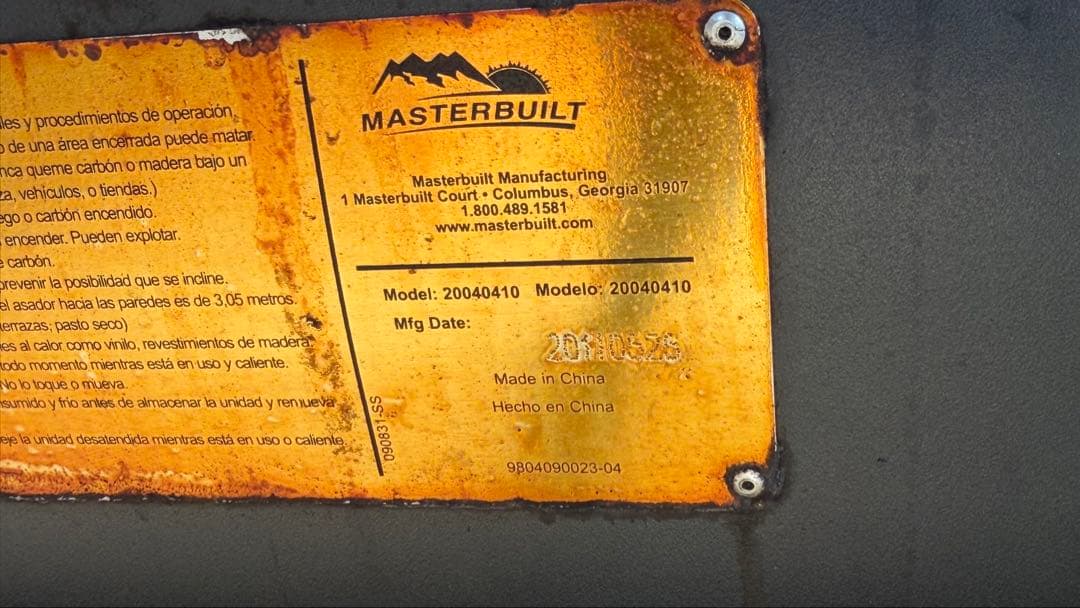 les y procedimientos de operación,
o de una área encerrada puede matar.
nca queme carbón o madera bajo un
za, vehículos, o tiendas.)
ego o carbón encendido.
encender. Pueden explotar.
carbón.
prevenir la posibilidad que se incline.
el asador hacia las paredes es de 3,05 metros.
terrazas, pasto seco)
es al calor como vinilo, revestimientos de madera,
todo momento mientras está en uso y caliente.
No lo toque o mueva.
sumido y frio antes de almacenar la unidad y renueva
eje la unidad desatendida mientras está en uso o caliente.
090831-SS
MASTERBUILT
Masterbuilt Manufacturing
1 Masterbuilt Court • Columbus, Georgia 31907
1.800.489.1581
www.masterbuilt.com
Model: 20040410 Modelo: 20040410
Mfg Date:
Made in China
Hecho en China
9804090023-04